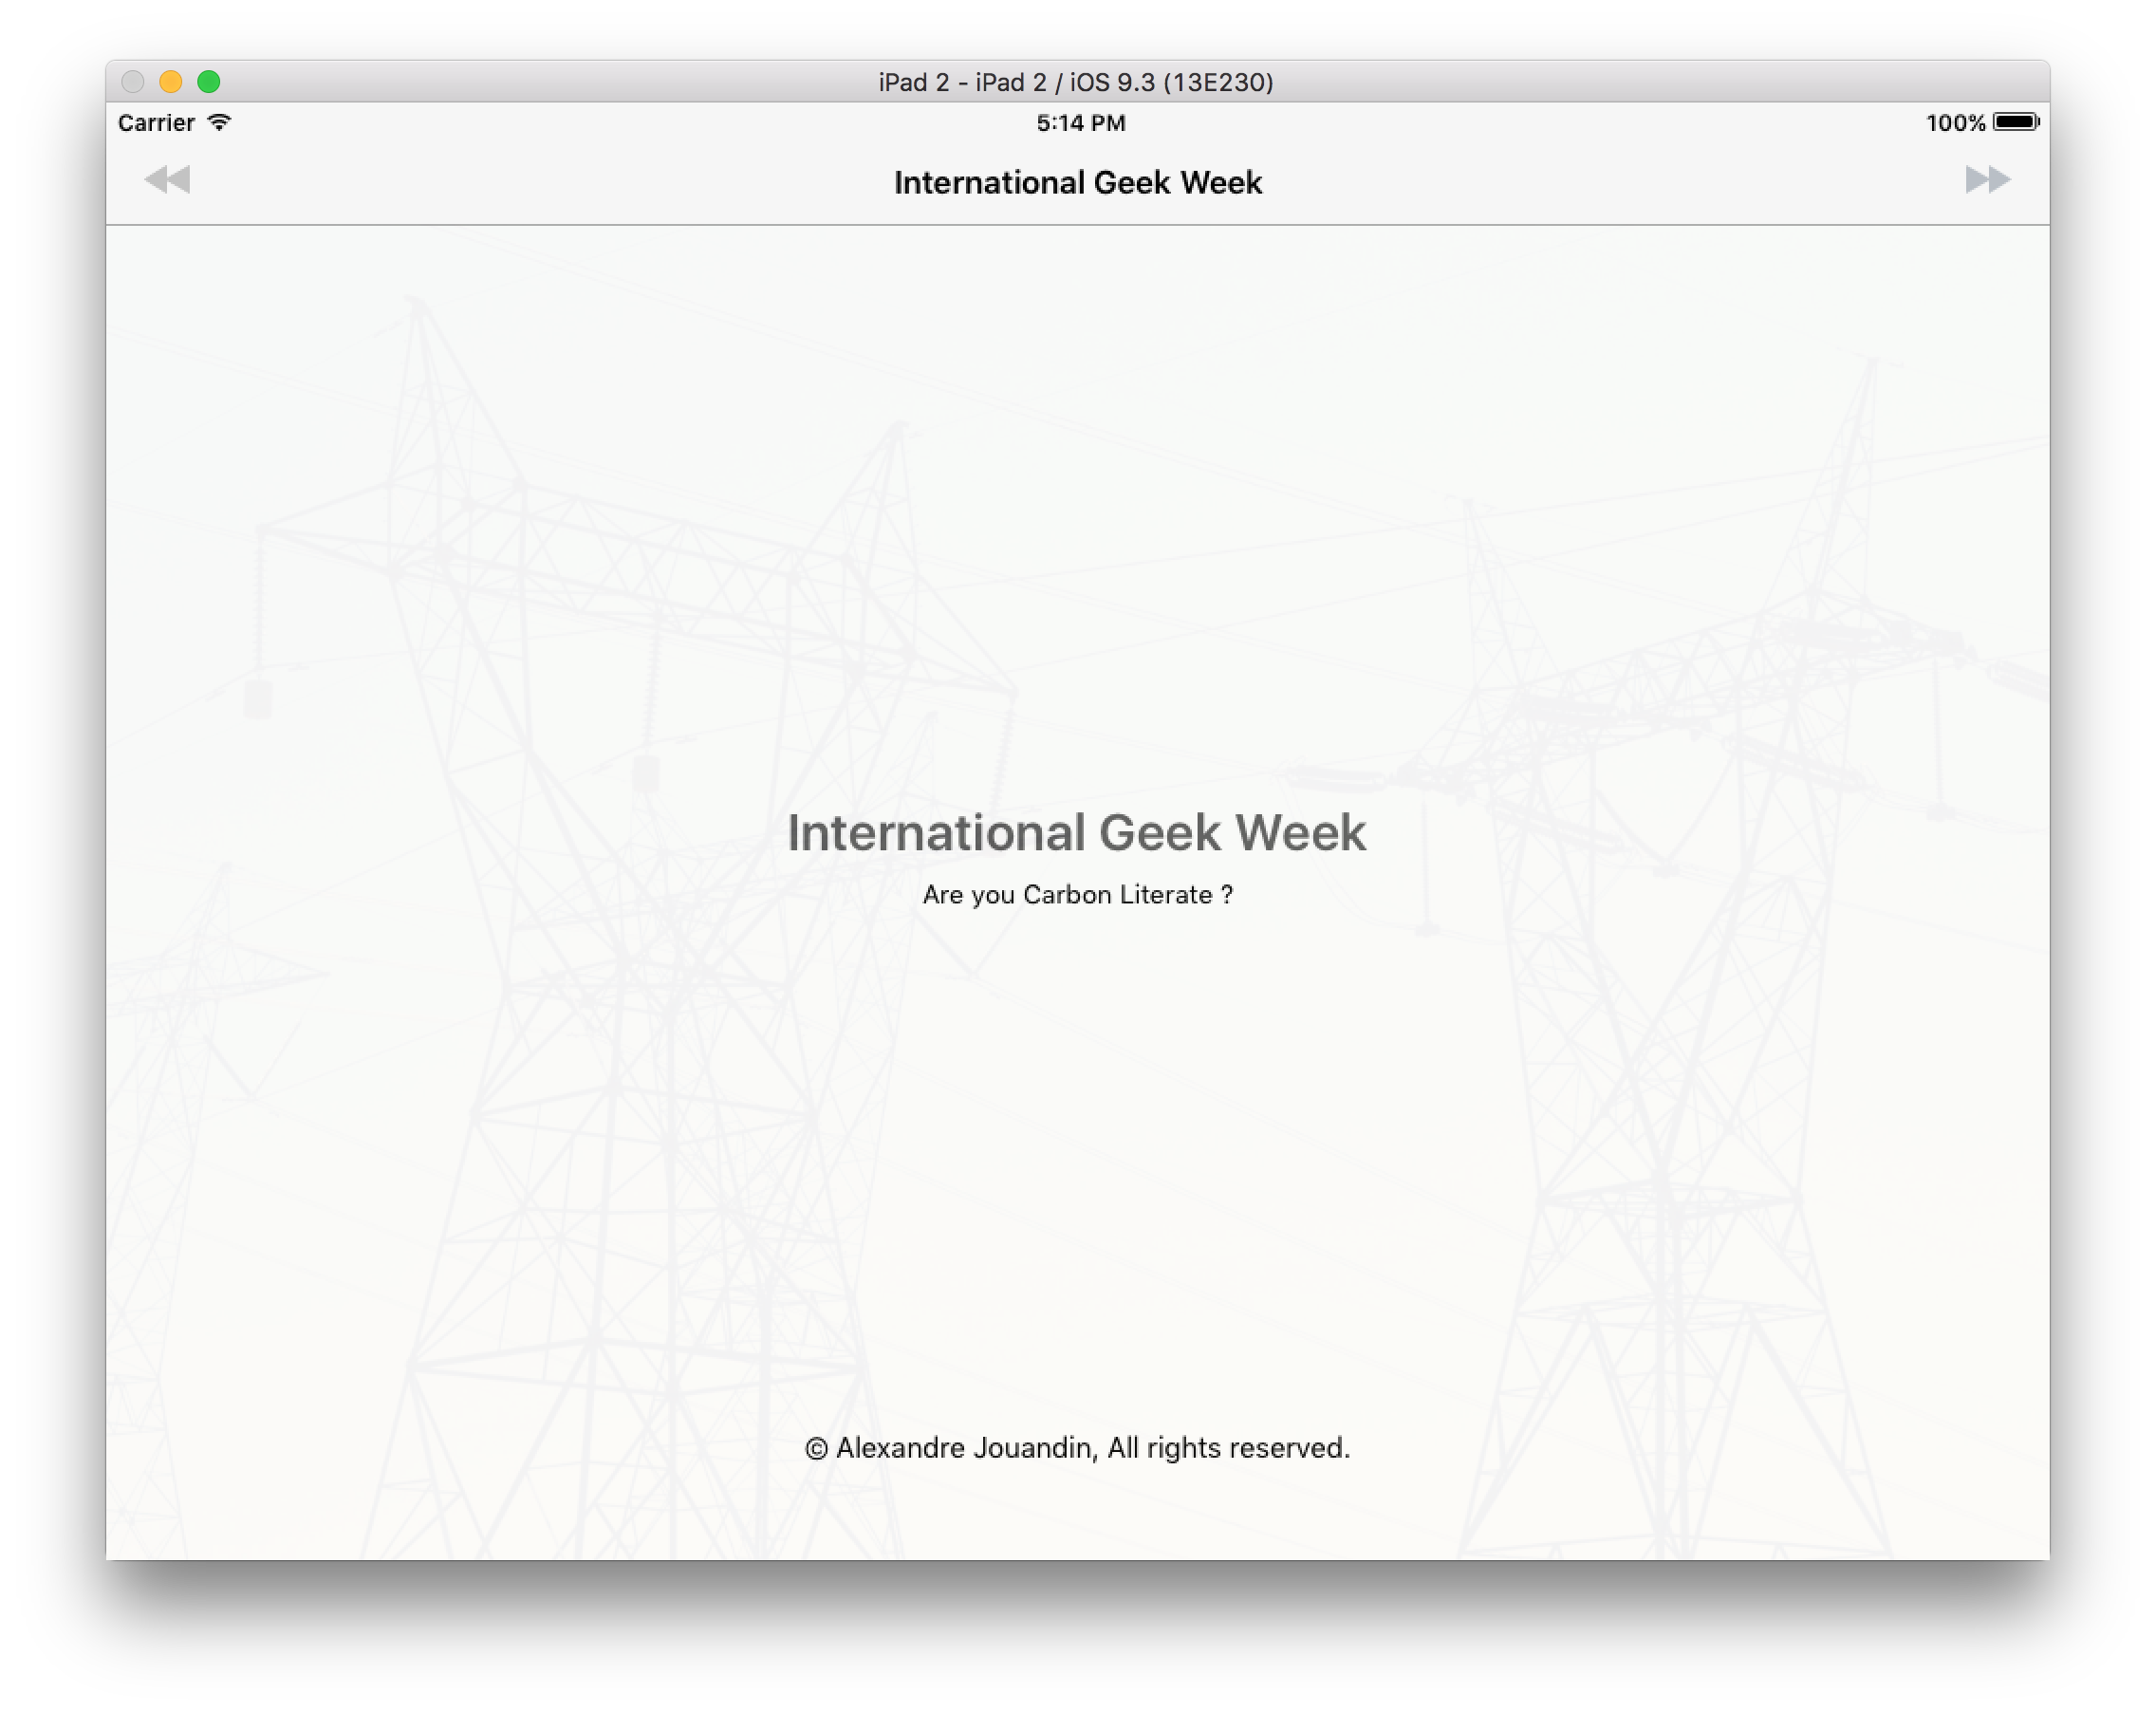 iPad 2 - iPad 2 / iOS 9.3 (13E230)
Carrier 5:14 PM 100%
International Geek Week
International Geek Week
Are you Carbon Literate ?
© Alexandre Jouandin, All rights reserved.